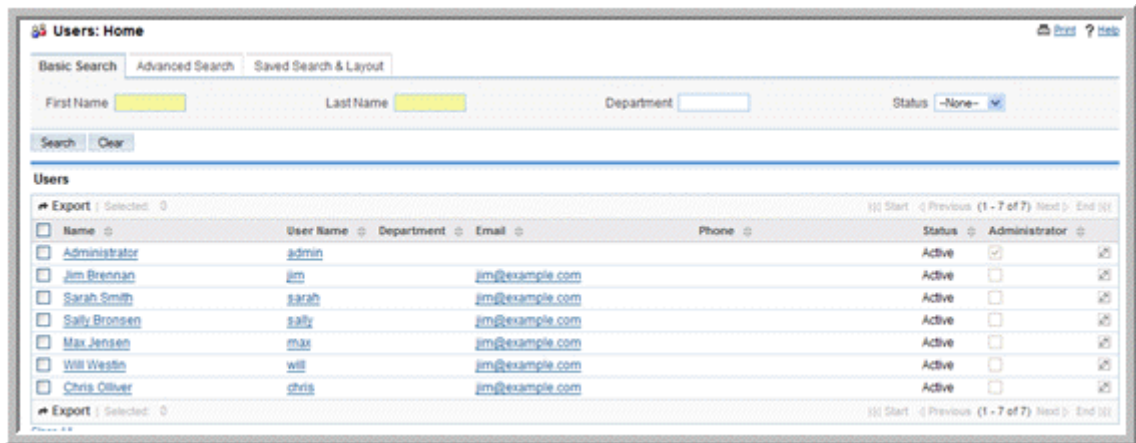 Users: Home Print ? Help
Basic Search Advanced Search Saved Search & Layout
First Name Last Name Department Status --None--
Search Clear
Users
Export | Selected: 0 Start Previous (1 - 7 of 7) Next End
Name User Name Department Email Phone Status Administrator
Administrator admin Active
Jim Brennan jim jim@example.com Active
Sarah Smith sarah jim@example.com Active
Sally Bronsen sally jim@example.com Active
Max Jensen max jim@example.com Active
Will Westin will jim@example.com Active
Chris Olliver chris jim@example.com Active
Export | Selected: 0 Start Previous (1 - 7 of 7) Next End